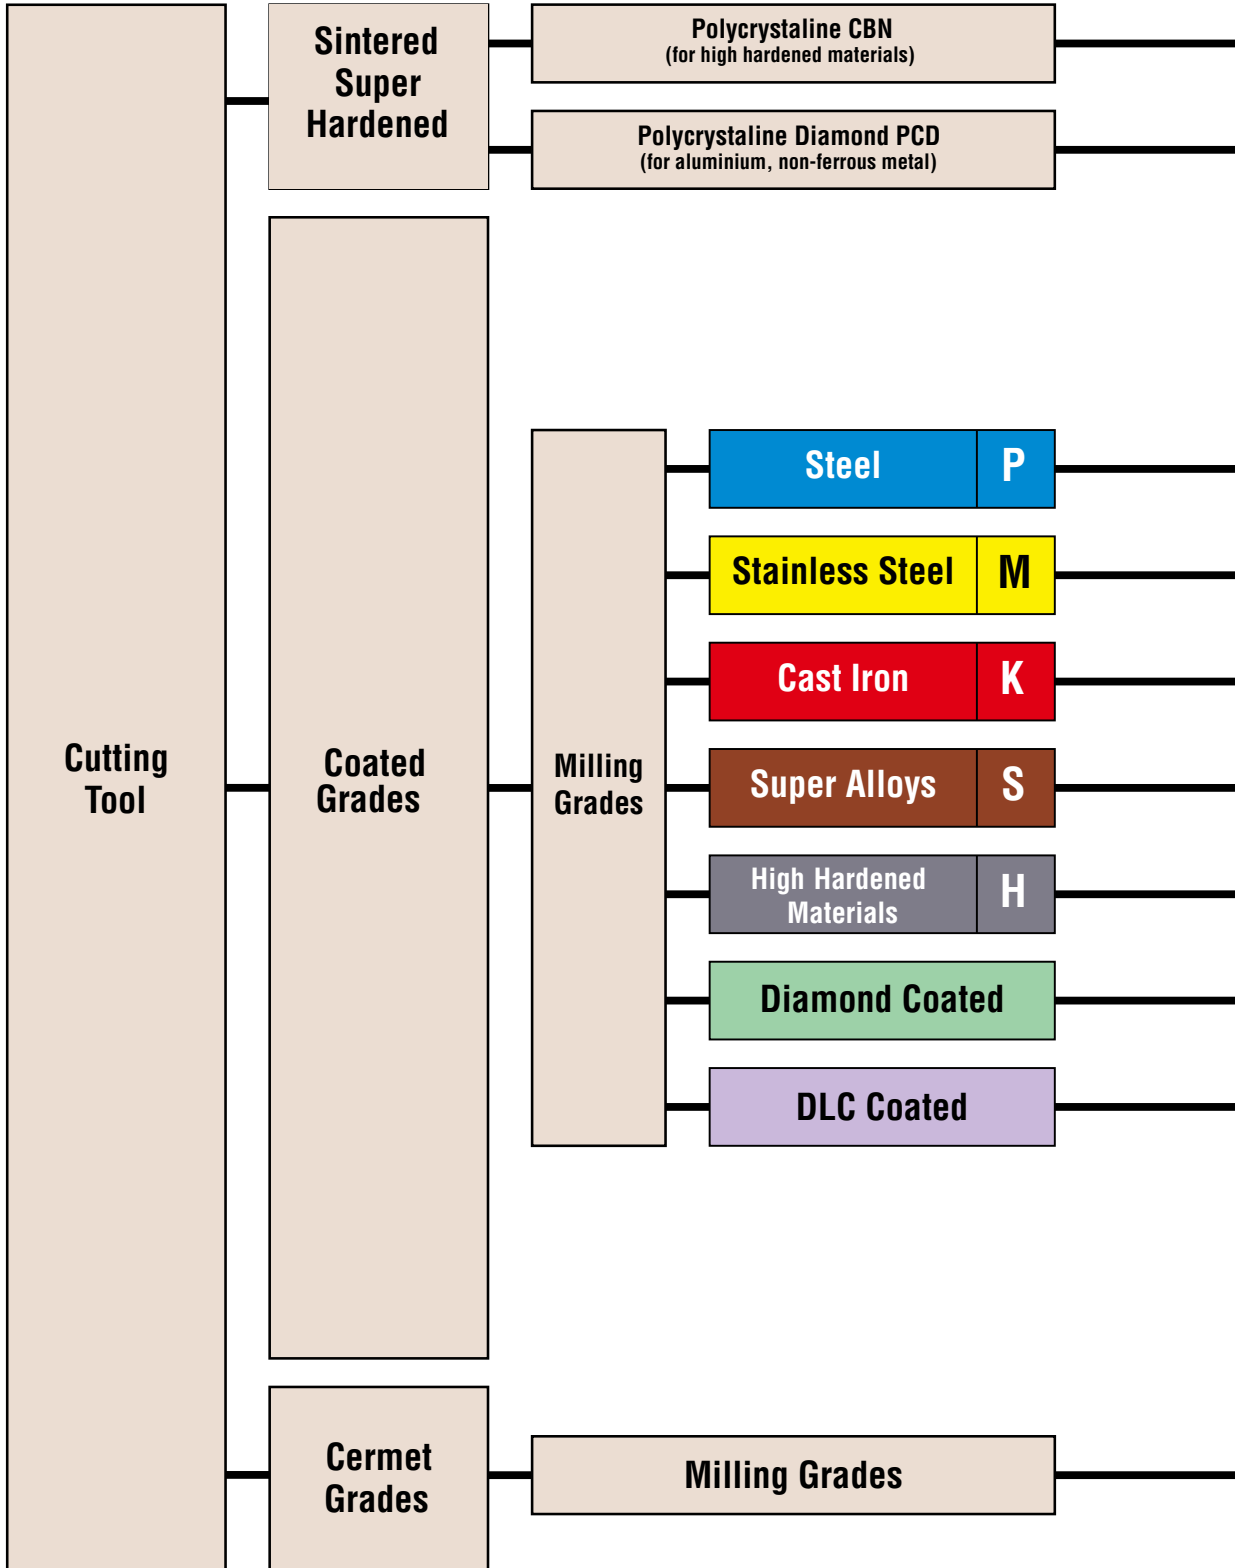 Cutting
Tool
Sintered
Super
Hardened
Polycrystaline CBN
(for high hardened materials)
Polycrystaline Diamond PCD
(for aluminium, non-ferrous metal)
Coated
Grades
Milling
Grades
Steel P
Stainless Steel M
Cast Iron K
Super Alloys S
High Hardened
Materials H
Diamond Coated
DLC Coated
Cermet
Grades
Milling Grades